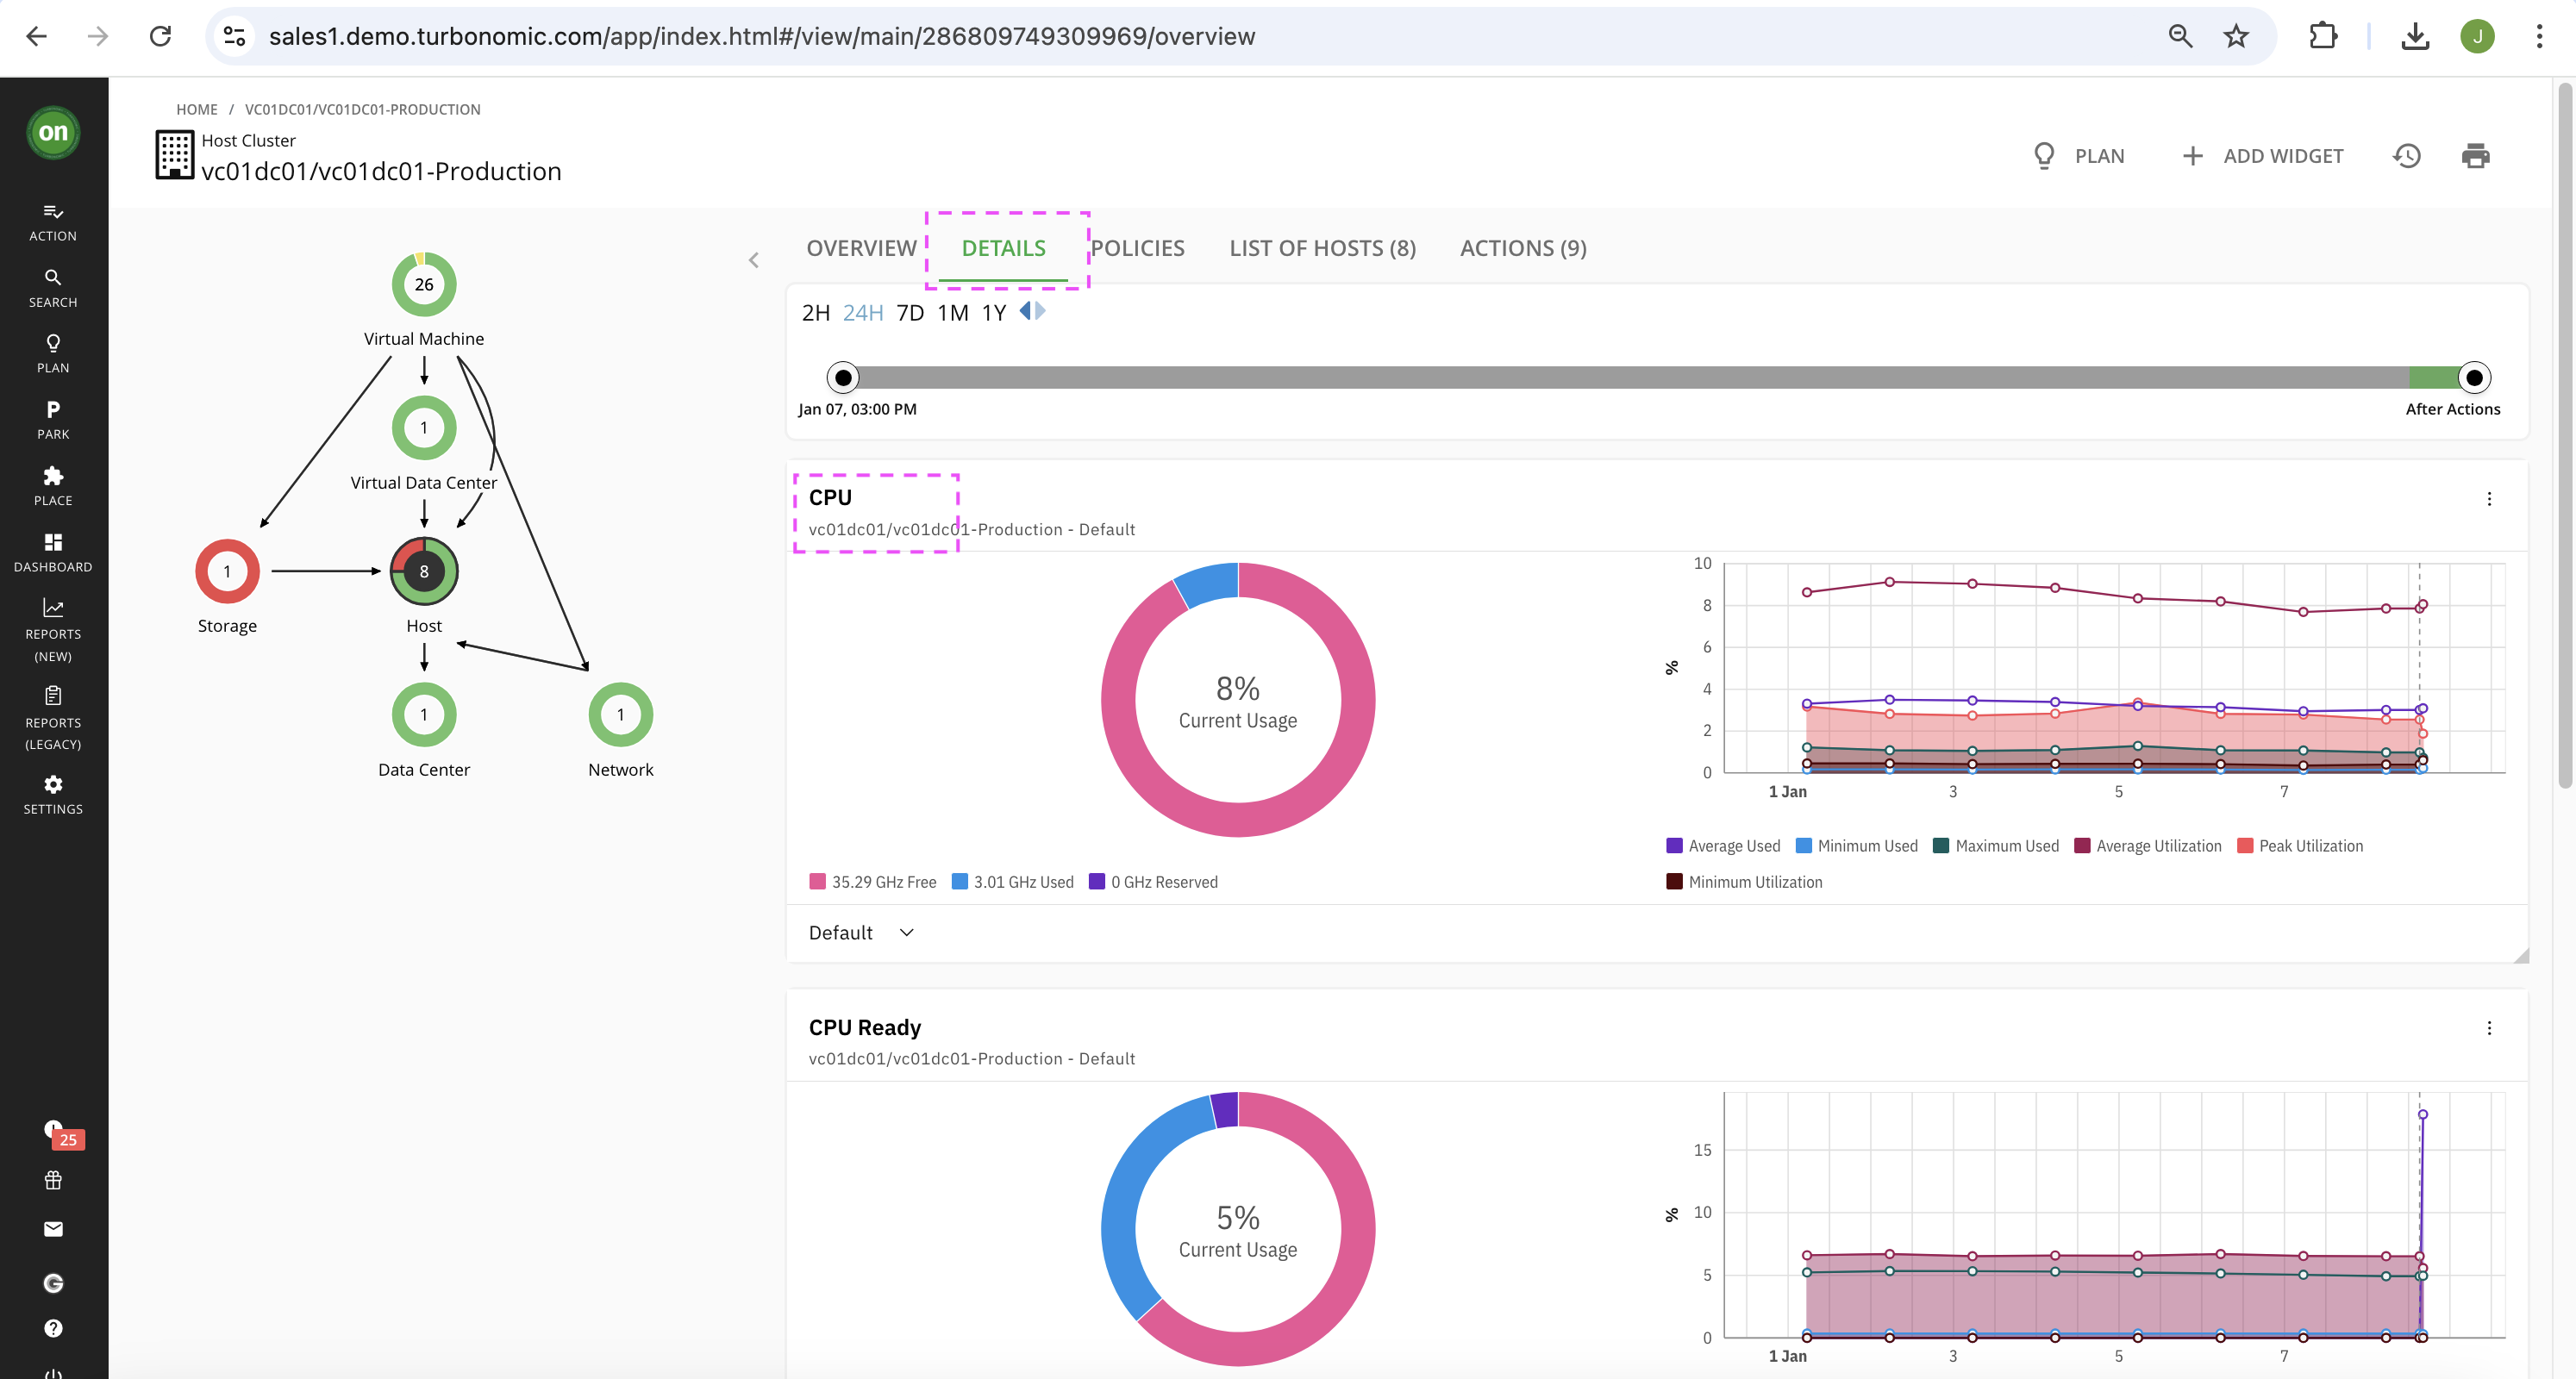 sales1.demo.turbonomic.com/app/index.html#/view/main/286809749309969/overview
J
on
HOME / VC01DC01/VC01DC01-PRODUCTION
Host Cluster
vc01dc01/vc01dc01-Production
PLAN
ADD WIDGET
ACTION
SEARCH
PLAN
P
PARK
PLACE
DASHBOARD
REPORTS
(NEW)
REPORTS
(LEGACY)
SETTINGS
25
26
Virtual Machine
1
Virtual Data Center
1
Storage
8
Host
1
Data Center
1
Network
OVERVIEW DETAILS POLICIES LIST OF HOSTS (8) ACTIONS (9)
2H 24H 7D 1M 1Y
Jan 07, 03:00 PM
After Actions
CPU
vc01dc01/vc01dc01-Production - Default
8%
Current Usage
35.29 GHz Free 3.01 GHz Used 0 GHz Reserved
10
8
6
4
2
0
%
1 Jan 3 5 7
Average Used Minimum Used Maximum Used Average Utilization Peak Utilization
Minimum Utilization
Default
CPU Ready
vc01dc01/vc01dc01-Production - Default
5%
Current Usage
15
10
5
0
%
1 Jan 3 5 7